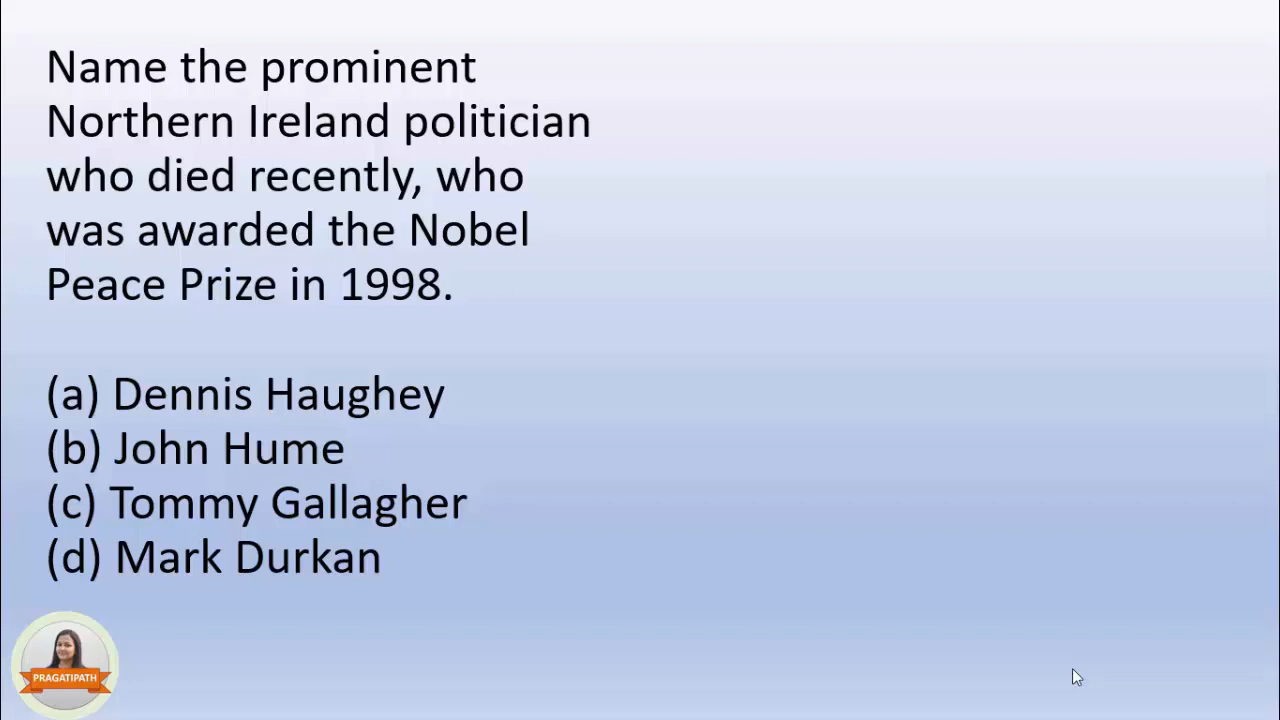 Name the prominent
Northern Ireland politician
who died recently, who
was awarded the Nobel
Peace Prize in 1998.
(a) Dennis Haughey
(b) John Hume
(c) Tommy Gallagher
(d) Mark Durkan
PRAGATIPATH